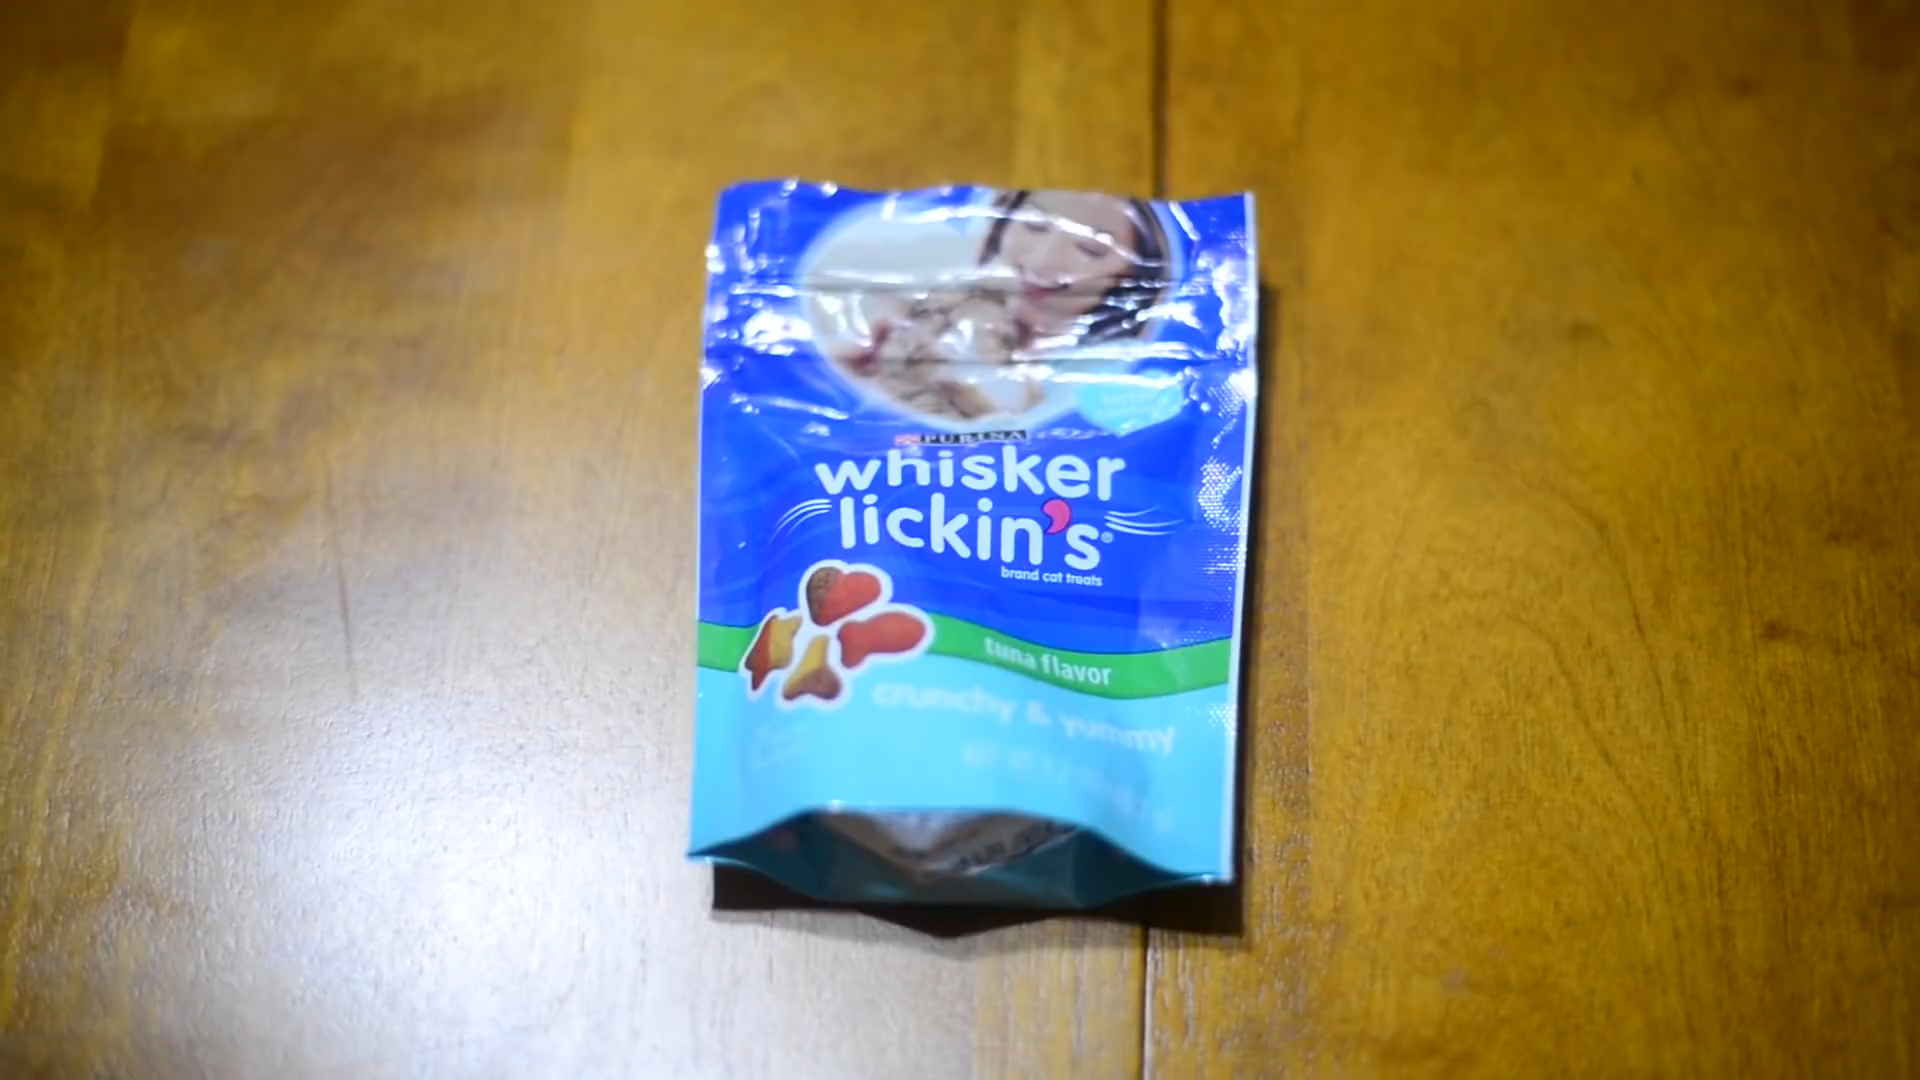 PURINA
whisker
lickin's®
brand cat treats
tuna flavor
crunchy & yummy